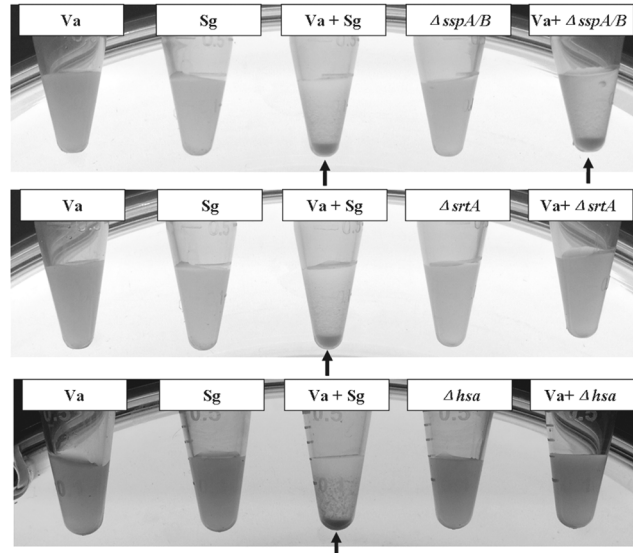 Va Sg Va + Sg ΔsspA/B Va+ ΔsspA/B
Va Sg Va + Sg ΔsrtA Va+ ΔsrtA
Va Sg Va + Sg Δhsa Va+ Δhsa